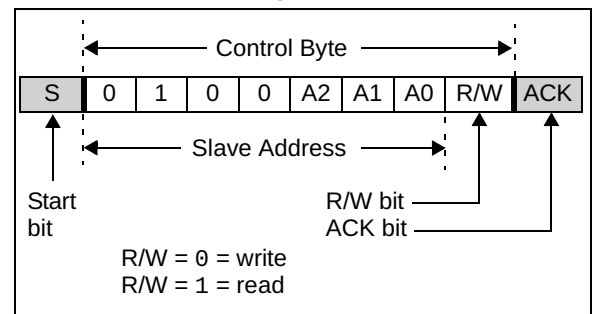 Control Byte
S 0 1 0 0 A2 A1 A0 R/W ACK
Slave Address
Start
bit
R/W bit
ACK bit
R/W = 0 = write
R/W = 1 = read